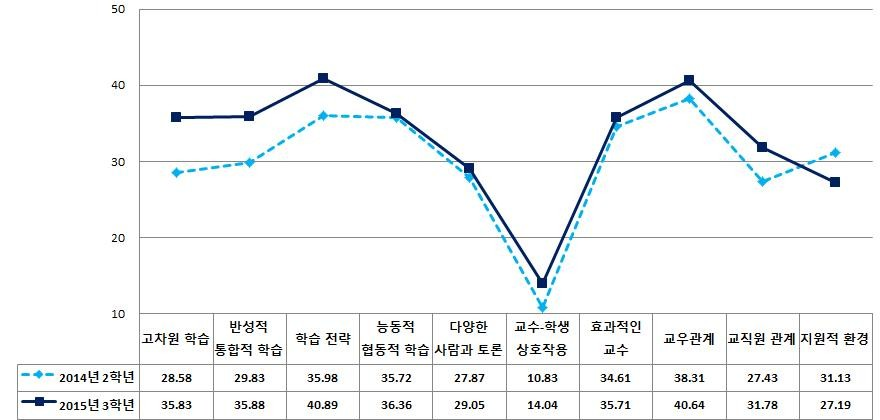 50
40
30
20
10
고차원 학습 반성적 통합적 학습 학습 전략 능동적 협동적 학습 다양한 사람과 토론 교수-학생 상호작용 효과적인 교수 교우관계 교직원 관계 지원적 환경
2014년 2학년 28.58 29.83 35.98 35.72 27.87 10.83 34.61 38.31 27.43 31.13
2015년 3학년 35.83 35.88 40.89 36.36 29.05 14.04 35.71 40.64 31.78 27.19